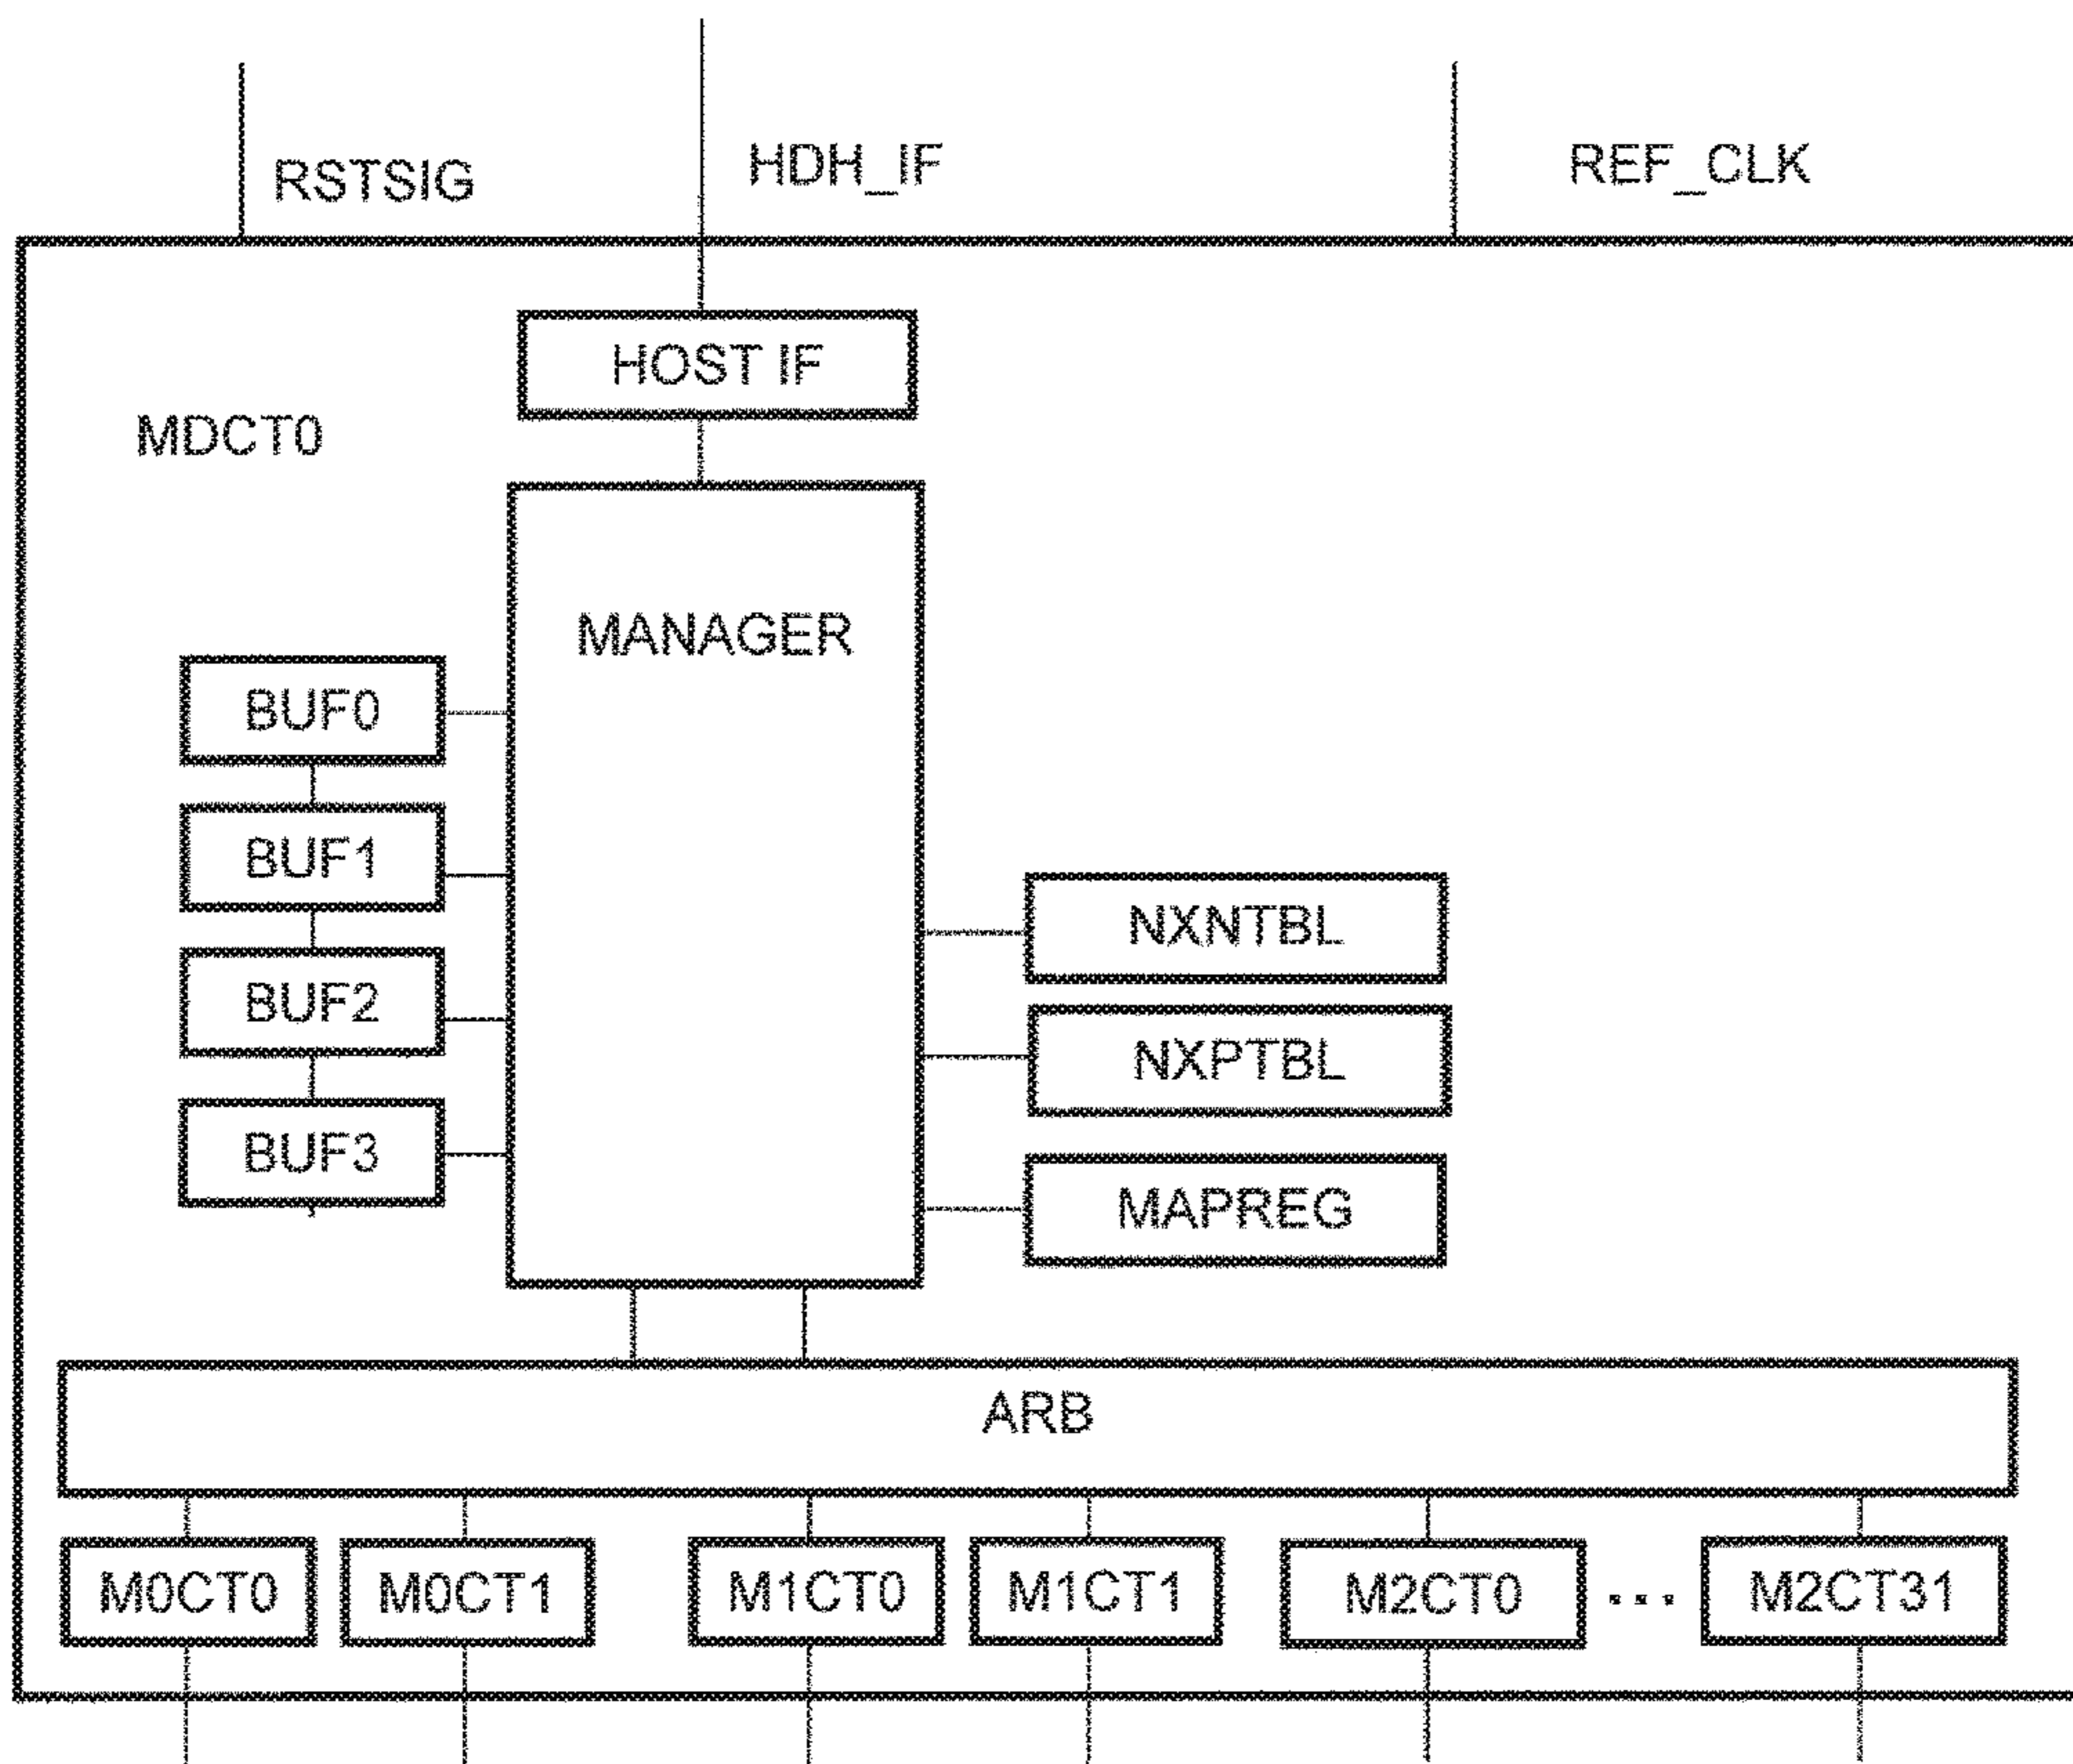 RSTSIG
HDH_IF
REF_CLK
HOST IF
MDCT0
MANAGER
BUF0
BUF1
BUF2
BUF3
NXNTBL
NXPTBL
MAPREG
ARB
M0CT0 M0CT1 M1CT0 M1CT1 M2CT0 ... M2CT31